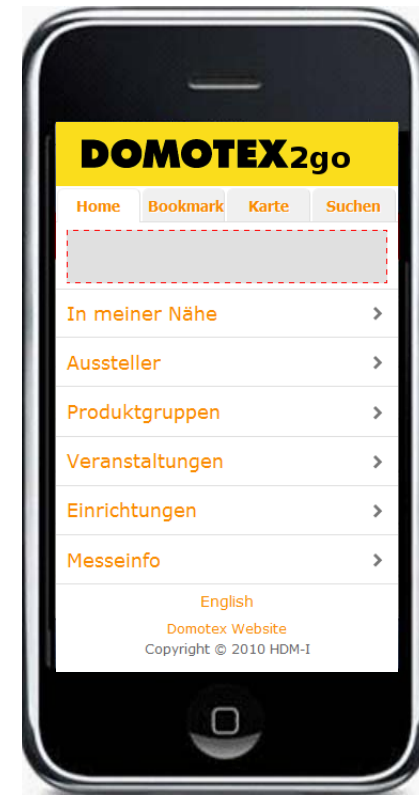 DOMOTEX2go
Home Bookmark Karte Suchen
In meiner Nähe
Aussteller
Produktgruppen
Veranstaltungen
Einrichtungen
Messeinfo
English
Domotex Website
Copyright © 2010 HDM-I